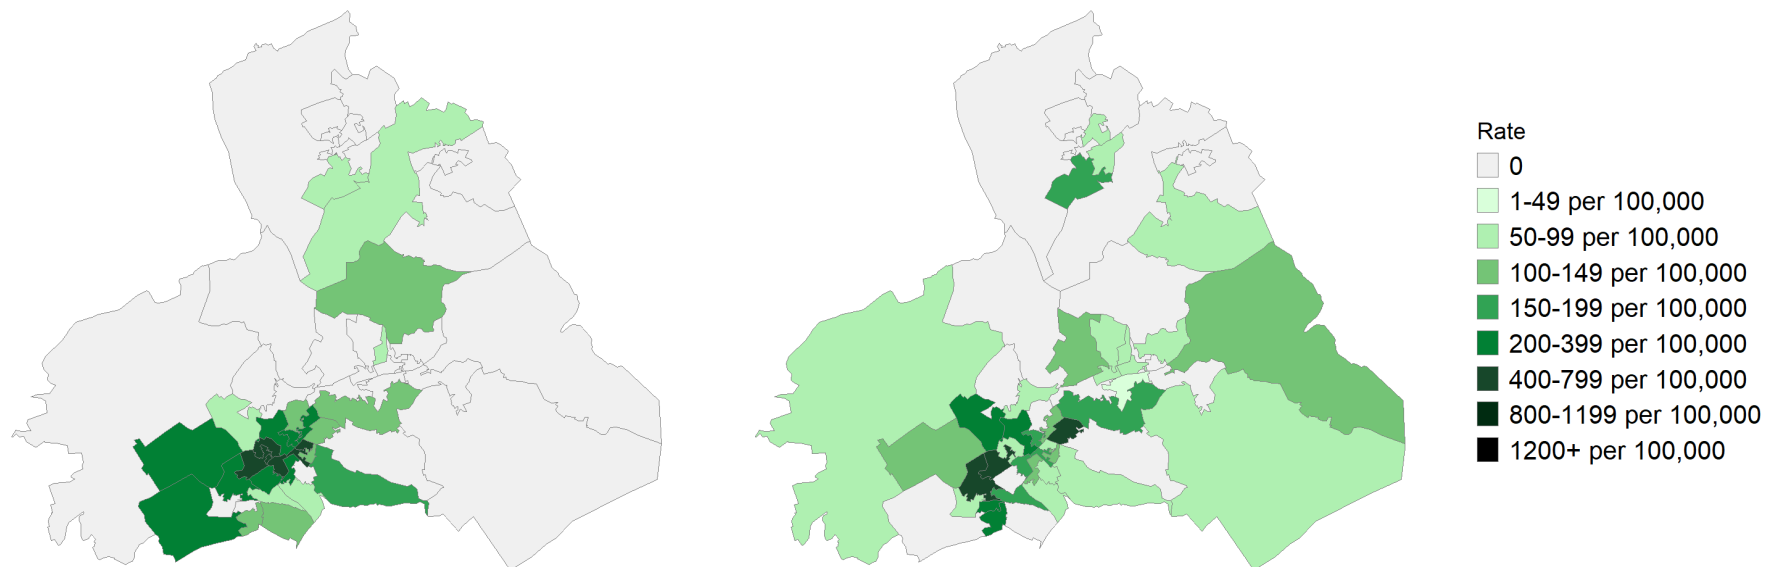 Rate
0
1-49 per 100,000
50-99 per 100,000
100-149 per 100,000
150-199 per 100,000
200-399 per 100,000
400-799 per 100,000
800-1199 per 100,000
1200+ per 100,000